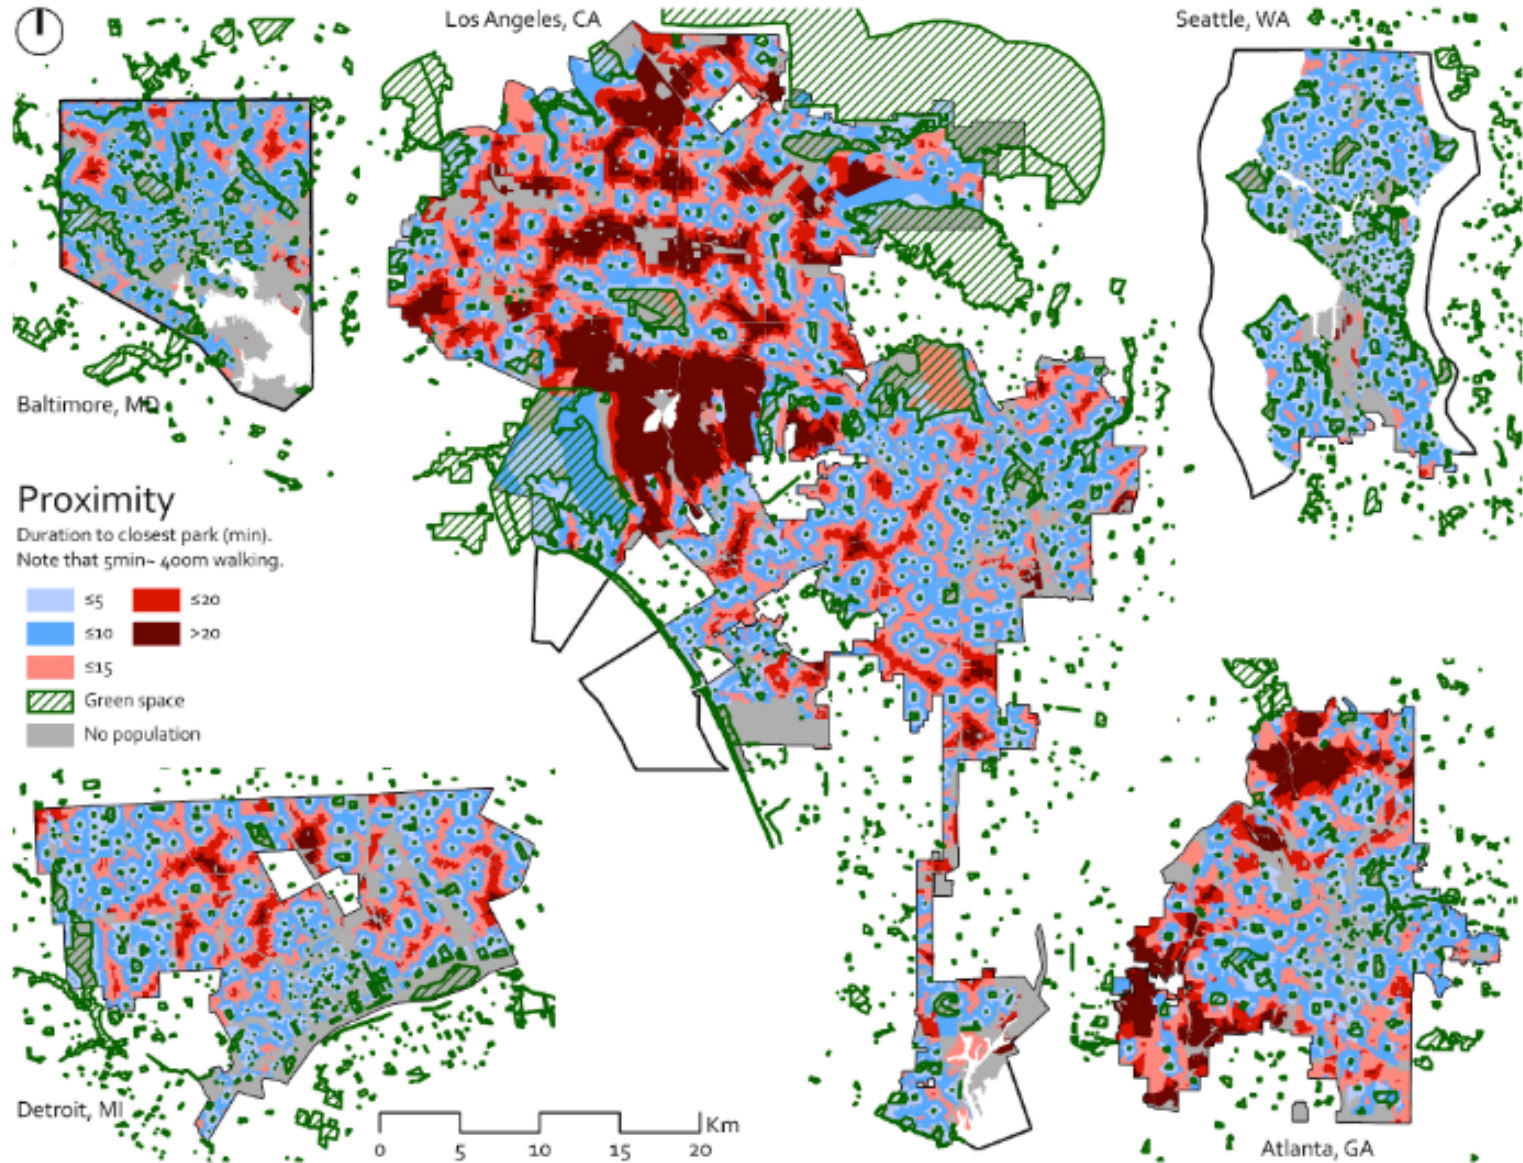 Los Angeles, CA
Seattle, WA
Baltimore, MD
Proximity
Duration to closest park (min).
Note that 5min~ 400m walking.
≤5
≤20
≤10
>20
≤15
Green space
No population
Detroit, MI
Km
0 5 10 15 20
Atlanta, GA